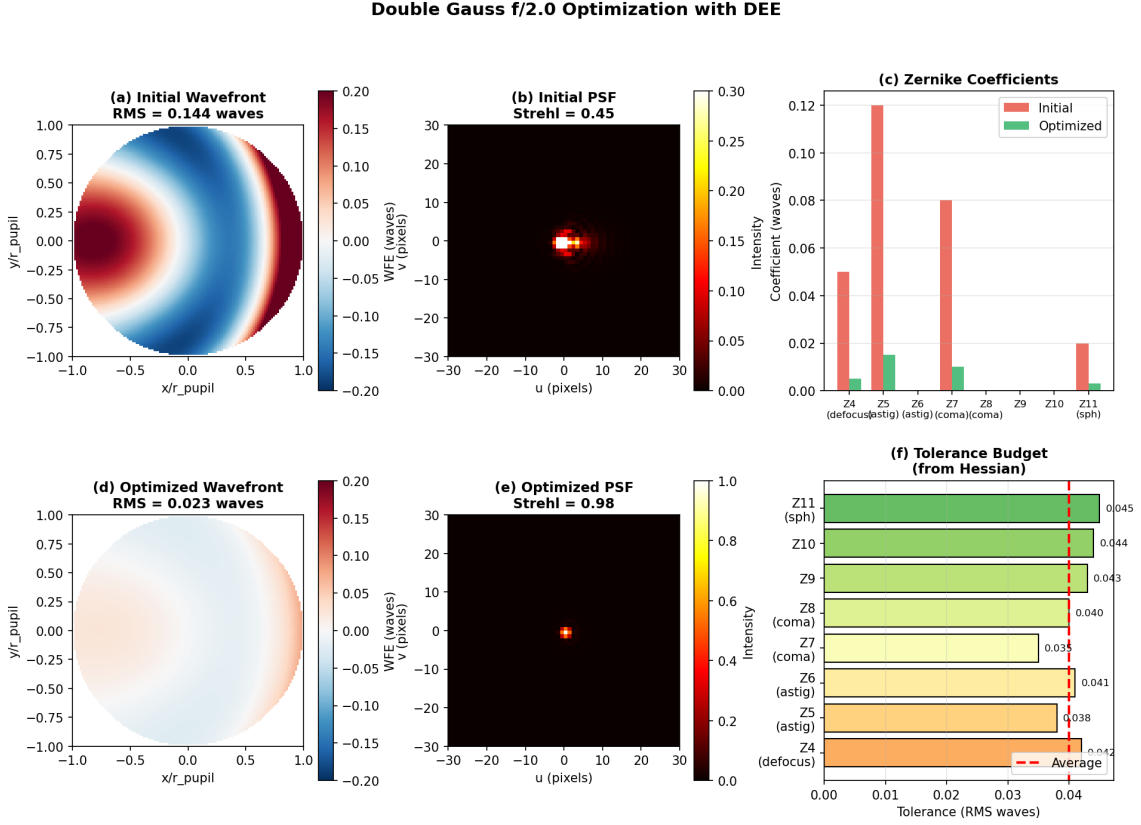 Double Gauss f/2.0 Optimization with DEE
(a) Initial Wavefront
RMS = 0.144 waves
1.00
0.75
0.50
0.25
0.00
−0.25
−0.50
−0.75
−1.00
y/r_pupil
−1.0
−0.5
0.0
0.5
1.0
x/r_pupil
0.20
0.15
0.10
0.05
0.00
−0.05
−0.10
−0.15
−0.20
WFE (waves)
(b) Initial PSF
Strehl = 0.45
30
20
10
0
−10
−20
−30
v (pixels)
−30
−20
−10
0
10
20
30
u (pixels)
0.30
0.25
0.20
0.15
0.10
0.05
0.00
Intensity
(c) Zernike Coefficients
0.12
0.10
0.08
0.06
0.04
0.02
0.00
Coefficient (waves)
Initial
Optimized
Z4
(defocus)
Z5
(astig)
Z6
(astig)
Z7
(coma)
Z8
(coma)
Z9
Z10
Z11
(sph)
(d) Optimized Wavefront
RMS = 0.023 waves
1.00
0.75
0.50
0.25
0.00
−0.25
−0.50
−0.75
−1.00
y/r_pupil
−1.0
−0.5
0.0
0.5
1.0
x/r_pupil
0.20
0.15
0.10
0.05
0.00
−0.05
−0.10
−0.15
−0.20
WFE (waves)
(e) Optimized PSF
Strehl = 0.98
30
20
10
0
−10
−20
−30
v (pixels)
−30
−20
−10
0
10
20
30
u (pixels)
1.0
0.8
0.6
0.4
0.2
0.0
Intensity
(f) Tolerance Budget
(from Hessian)
Z11
(sph)
0.045
Z10
0.044
Z9
0.043
Z8
(coma)
0.040
Z7
(coma)
0.035
Z6
(astig)
0.041
Z5
(astig)
0.038
Z4
(defocus)
0.042
Average
0.00
0.01
0.02
0.03
0.04
Tolerance (RMS waves)